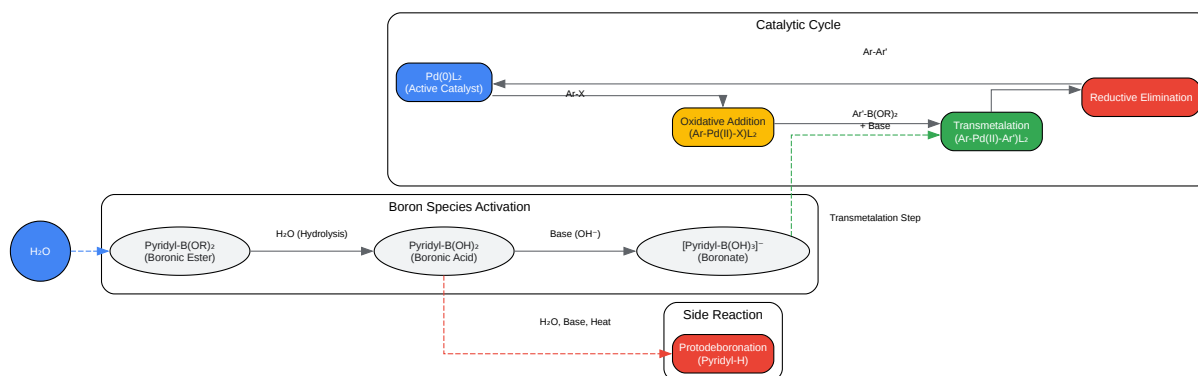 Catalytic Cycle
Ar-Ar'
Pd(0)L₂
(Active Catalyst)
Ar-X
Reductive Elimination
Oxidative Addition
(Ar-Pd(II)-X)L₂
Ar'-B(OR)₂
+ Base
Transmetalation
(Ar-Pd(II)-Ar')L₂
Boron Species Activation
Transmetalation Step
H₂O
Pyridyl-B(OR)₂
(Boronic Ester)
H₂O (Hydrolysis)
Pyridyl-B(OH)₂
(Boronic Acid)
Base (OH⁻)
[Pyridyl-B(OH)₃]⁻
(Boronate)
H₂O, Base, Heat
Side Reaction
Protodeboronation
(Pyridyl-H)